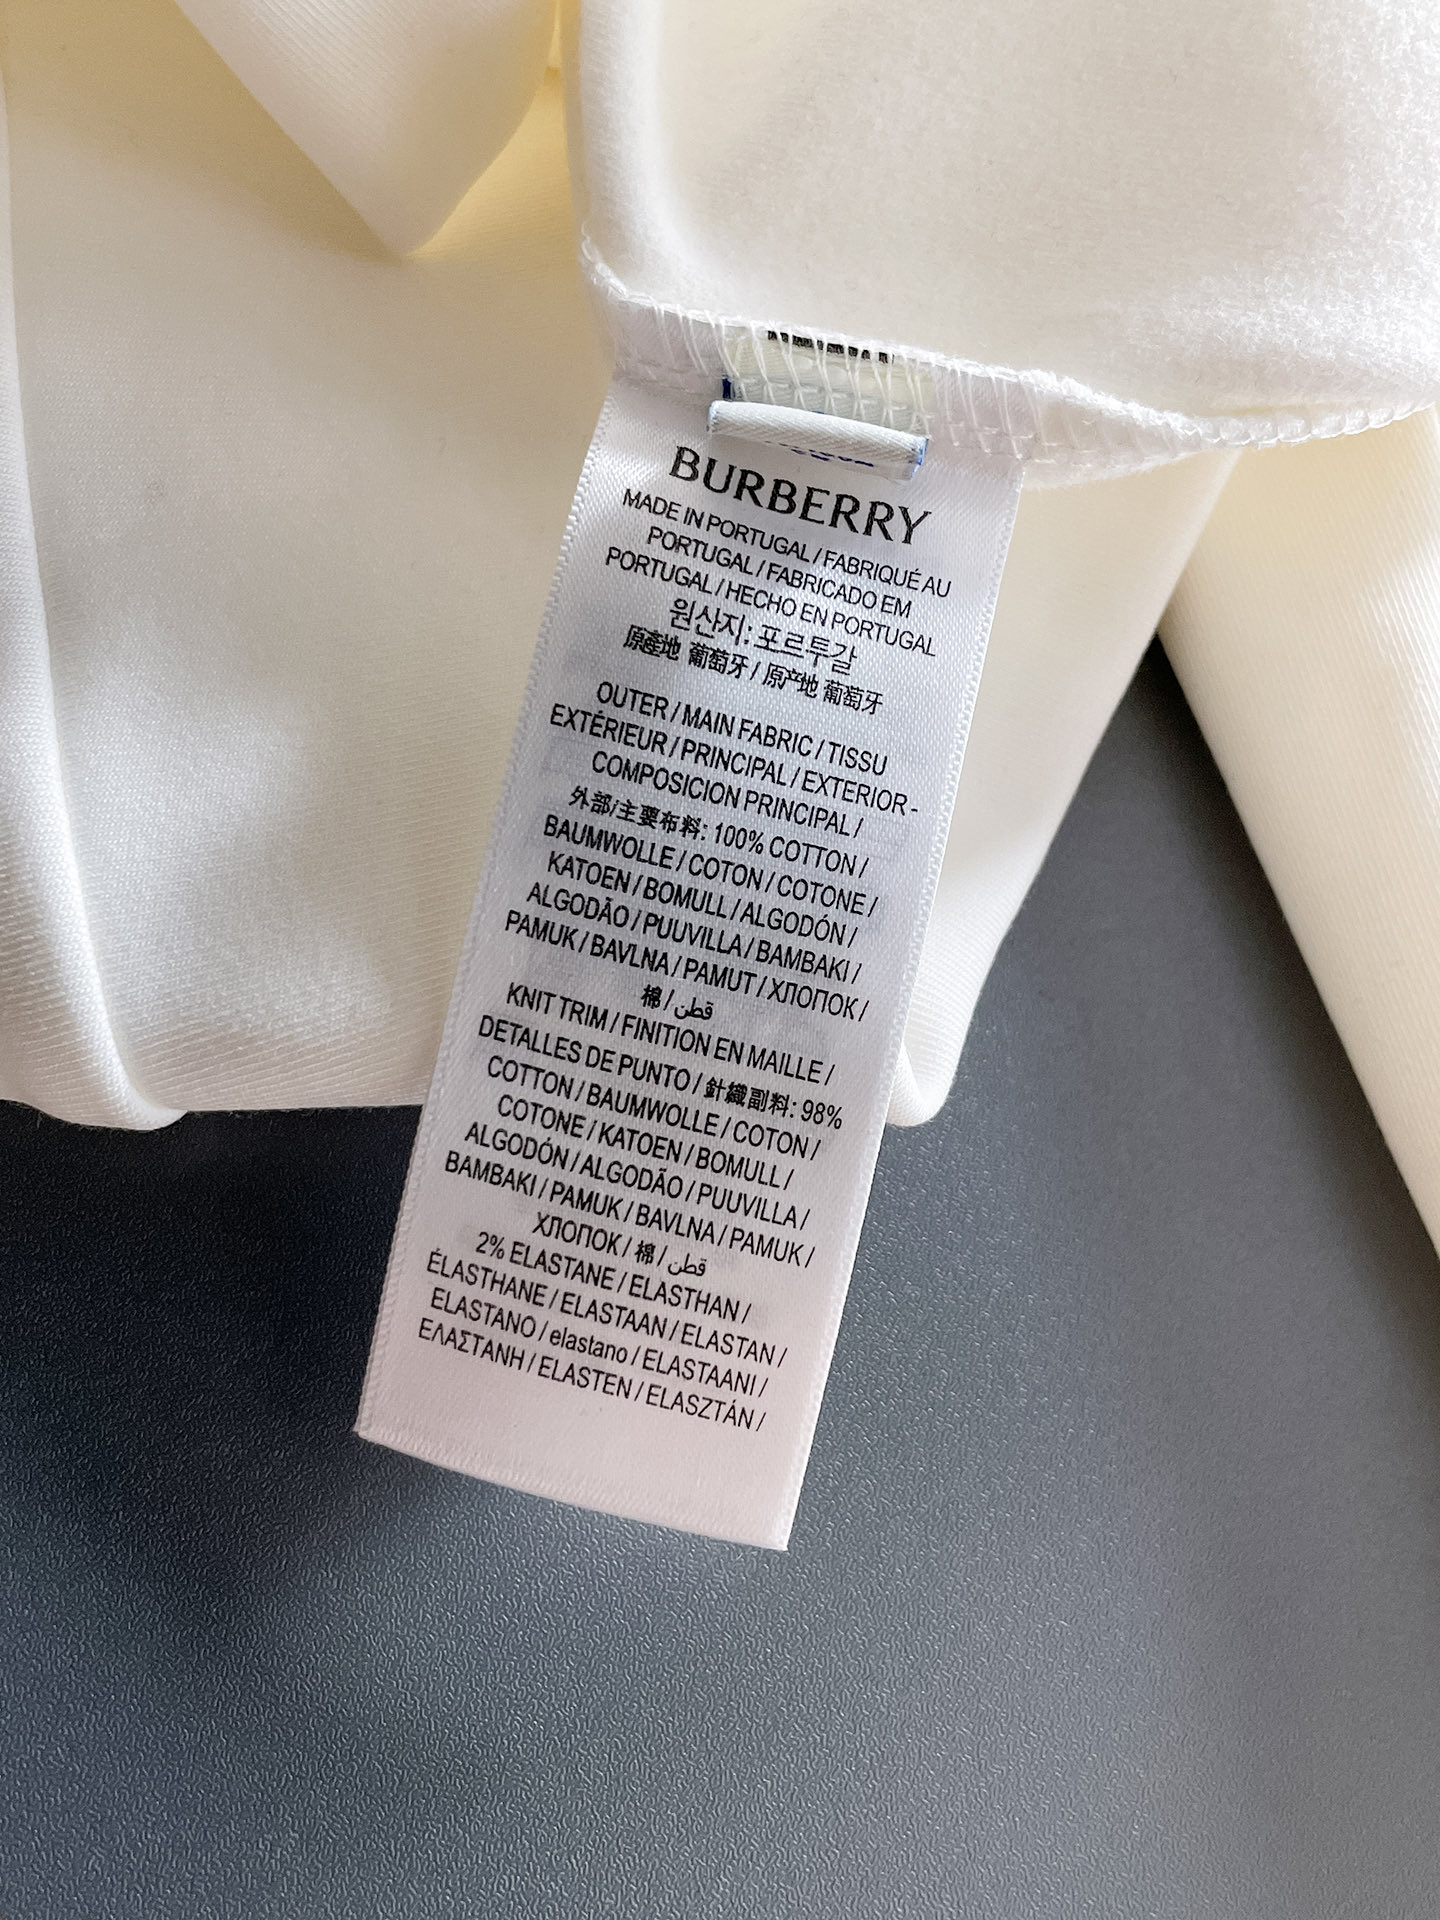 BURBERRY
MADE IN PORTUGAL / FABRIQUÉ AU
PORTUGAL / FABRICADO EM
PORTUGAL / HECHO EN PORTUGAL
원산지: 포르투갈
原產地 葡萄牙 / 原产地 葡萄牙
OUTER / MAIN FABRIC / TISSU
EXTÉRIEUR / PRINCIPAL / EXTERIOR -
COMPOSICION PRINCIPAL /
外部/主要布料: 100% COTTON /
BAUMWOLLE / COTON / COTONE /
KATOEN / BOMULL / ALGODÓN /
ALGODÃO / PUUVILLA / BAMBAKI /
PAMUK / BAVLNA / PAMUT / ХЛОПОК /
棉 / قطن
KNIT TRIM / FINITION EN MAILLE /
DETALLES DE PUNTO / 針織副料: 98%
COTTON / BAUMWOLLE / COTON /
COTONE / KATOEN / BOMULL /
ALGODÓN / ALGODÃO / PUUVILLA /
BAMBAKI / PAMUK / BAVLNA / PAMUK /
ХЛОПОК / 棉 / قطن
2% ELASTANE / ELASTHAN /
ÉLASTHANE / ELASTAAN / ELASTAN /
ELASTANO / elastano / ELASTAANI /
ΕΛΑΣΤΑΝΗ / ELASTEN / ELASZTÁN /